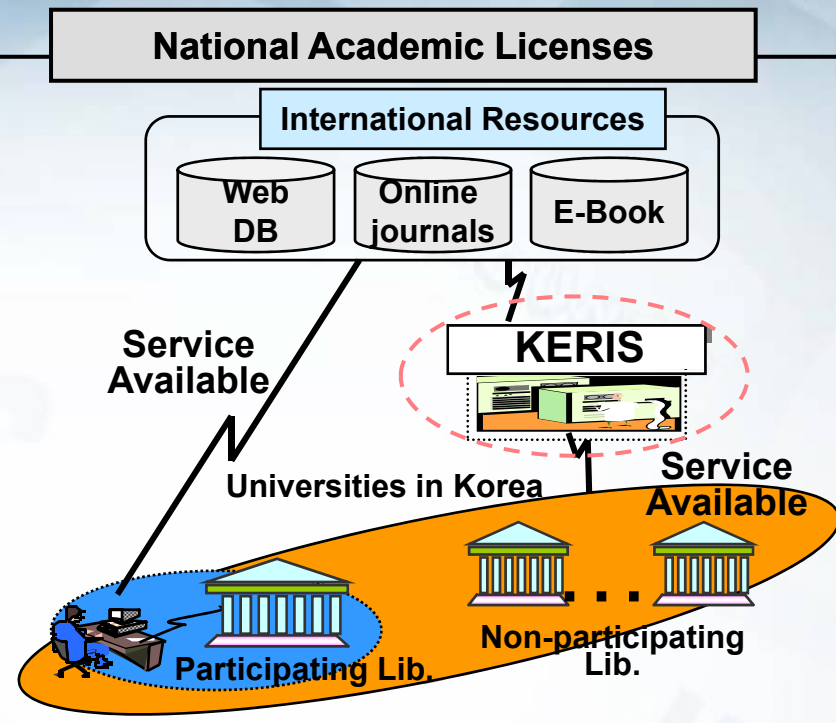 National Academic Licenses
International Resources
Web
DB
Online
journals
E-Book
Service
Available
KERIS
Universities in Korea
Service
Available
. . .
Non-participating
Lib.
Participating Lib.